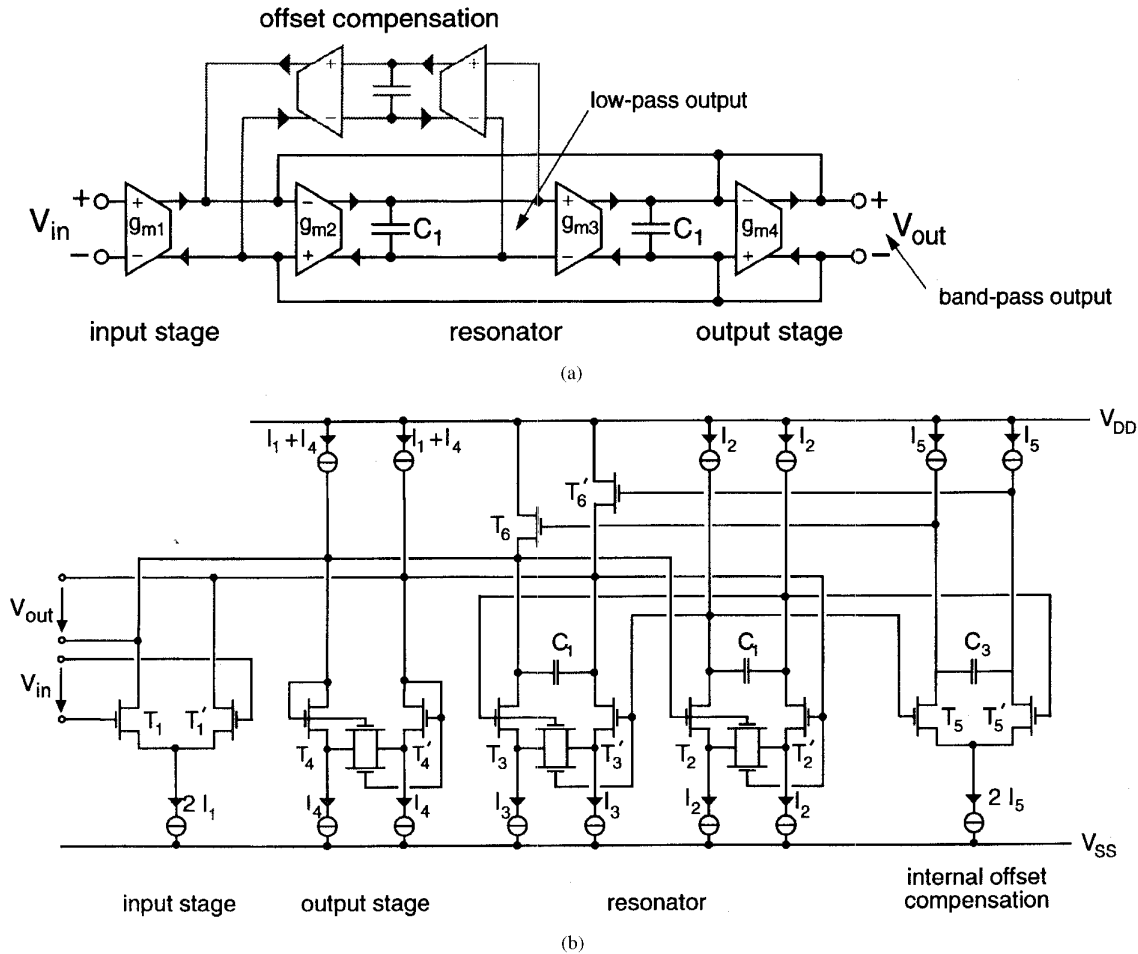 offset compensation
+ +
− −
low-pass output
+ + − + − +
V_in g_m1 g_m2 C_1 g_m3 C_1 g_m4 V_out
− − + − + −
band-pass output
input stage resonator output stage
(a)
V_DD
I_1 + I_4 I_1 + I_4 I_2 I_2 I_5 I_5
T_6'
T_6
V_out
C_1 C_1 C_3
V_in
T_1 T_1' T_4 T_4' T_3 T_3' T_2 T_2' T_5 T_5'
2 I_1 I_4 I_4 I_3 I_3 I_2 I_2 2 I_5
V_SS
input stage output stage resonator internal offset
compensation
(b)